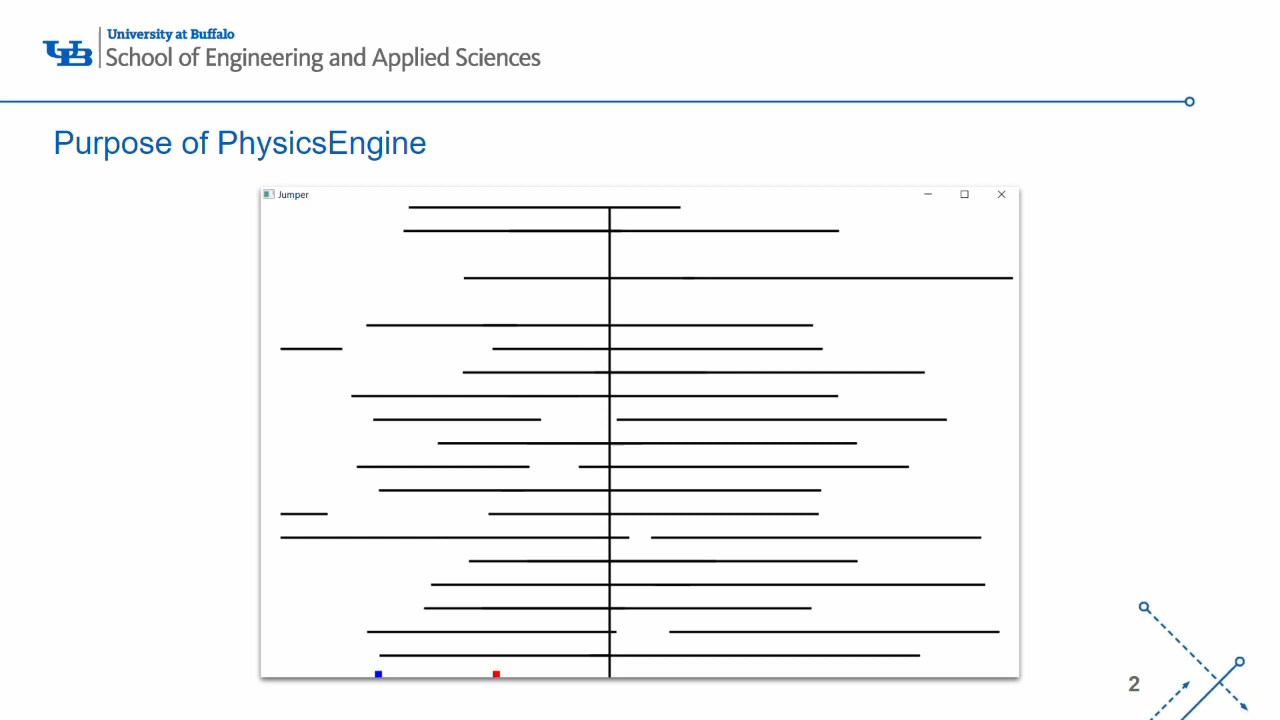 University at Buffalo
School of Engineering and Applied Sciences
Purpose of PhysicsEngine
Jumper
2